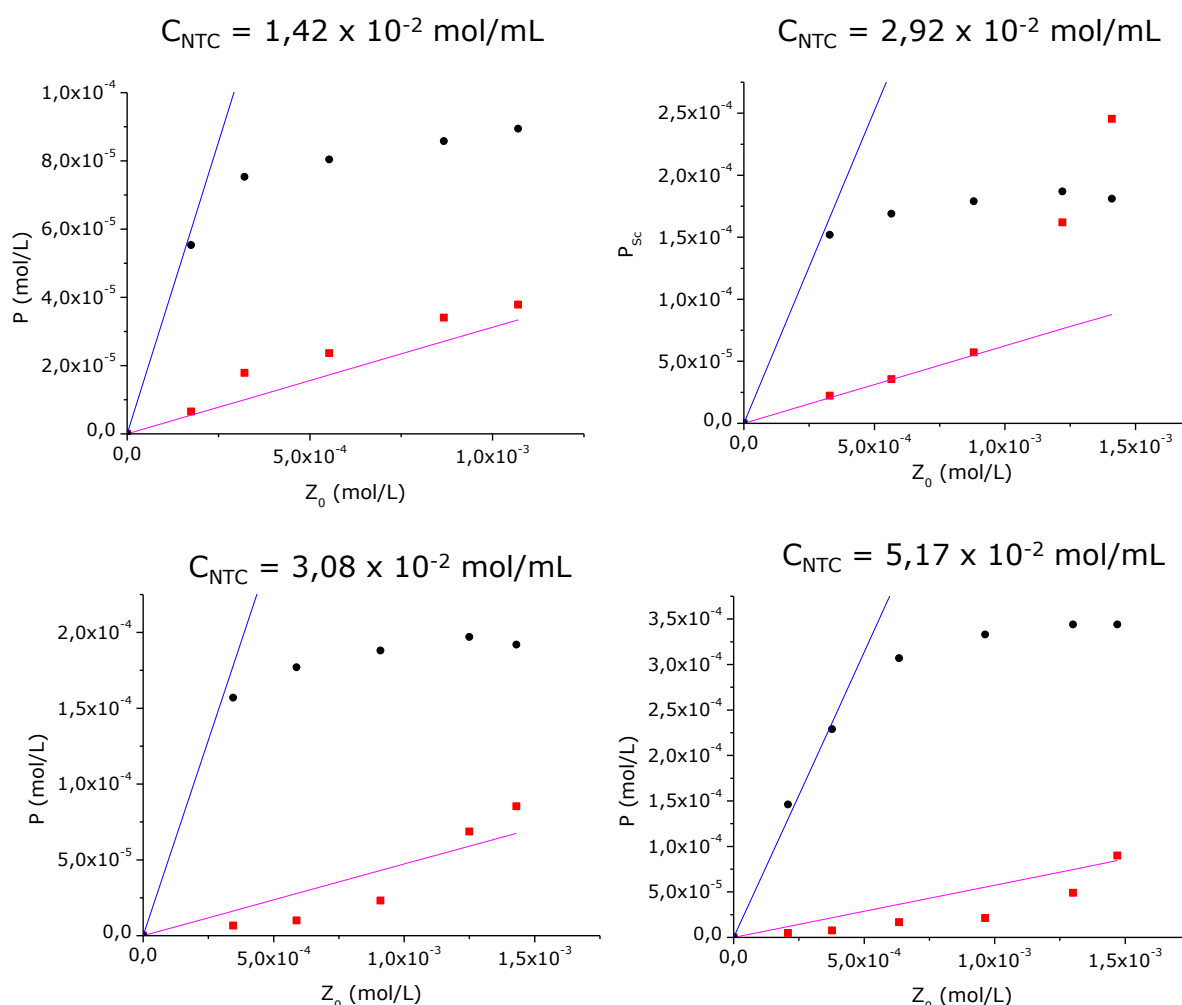 C_NTC = 1,42 x 10^-2 mol/mL
1,0x10^-4
8,0x10^-5
6,0x10^-5
4,0x10^-5
2,0x10^-5
0,0
P (mol/L)
0,0 5,0x10^-4 1,0x10^-3
Z_0 (mol/L)
C_NTC = 2,92 x 10^-2 mol/mL
2,5x10^-4
2,0x10^-4
1,5x10^-4
1,0x10^-4
5,0x10^-5
0,0
P_Sc
0,0 5,0x10^-4 1,0x10^-3 1,5x10^-3
Z_0 (mol/L)
C_NTC = 3,08 x 10^-2 mol/mL
2,0x10^-4
1,5x10^-4
1,0x10^-4
5,0x10^-5
0,0
P (mol/L)
0,0 5,0x10^-4 1,0x10^-3 1,5x10^-3
Z_0 (mol/L)
C_NTC = 5,17 x 10^-2 mol/mL
3,5x10^-4
3,0x10^-4
2,5x10^-4
2,0x10^-4
1,5x10^-4
1,0x10^-4
5,0x10^-5
0,0
P (mol/L)
0,0 5,0x10^-4 1,0x10^-3 1,5x10^-3
Z_0 (mol/L)